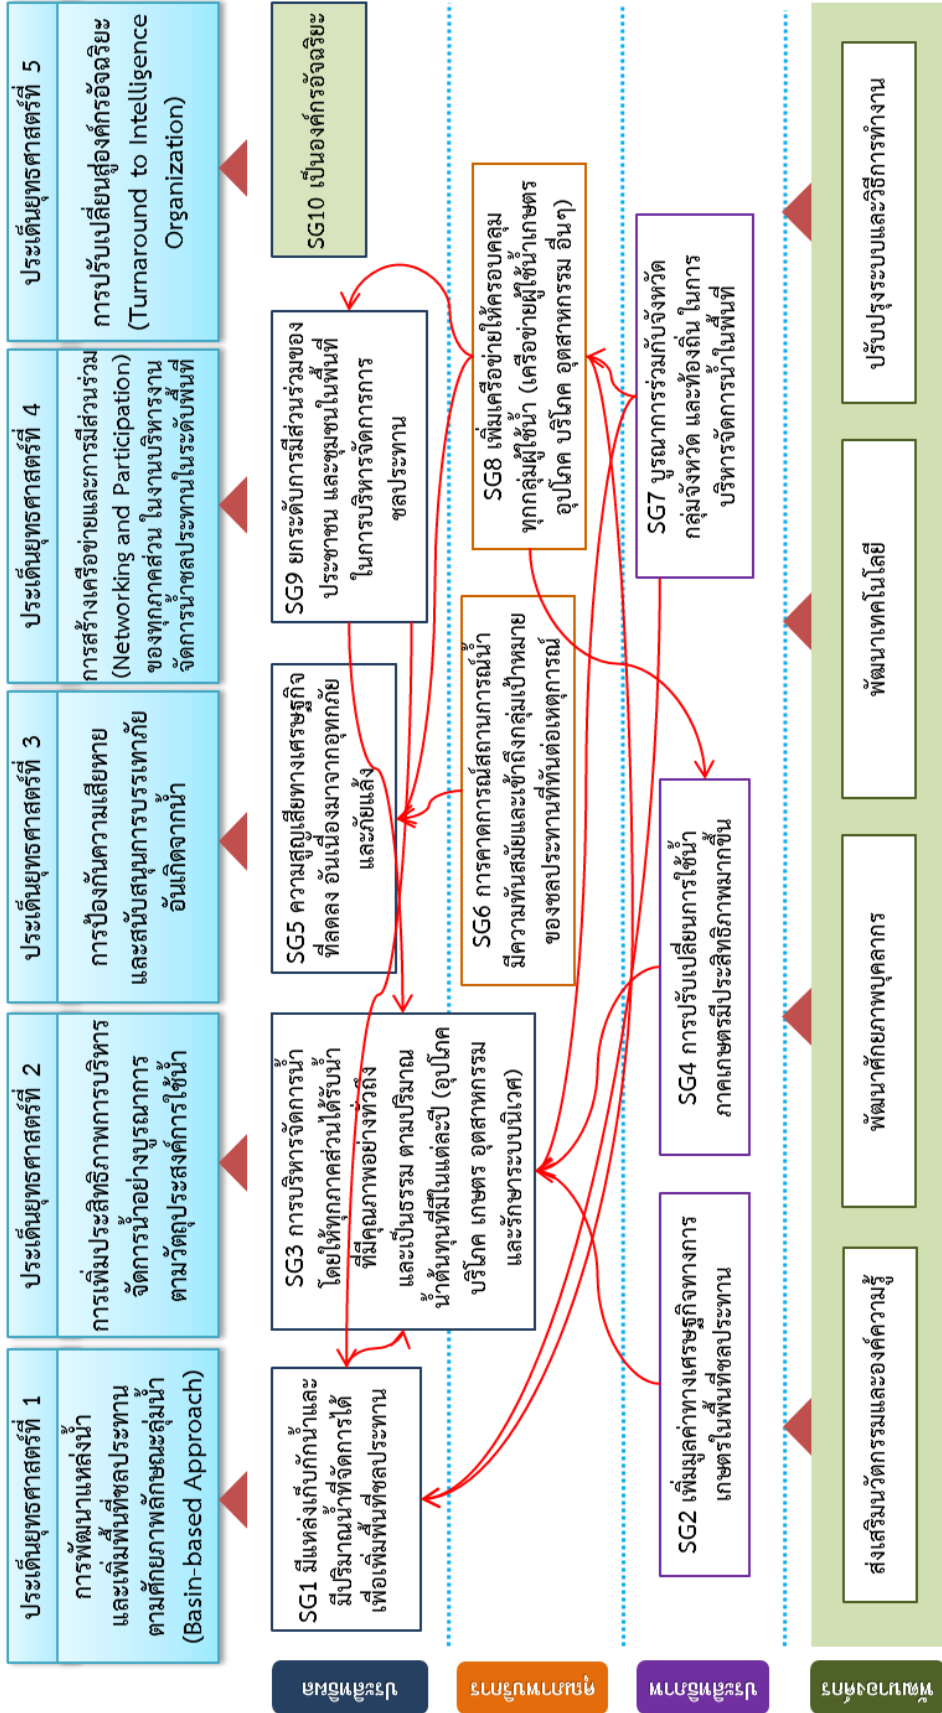 ประเด็นยุทธศาสตร์ที่ 1
การพัฒนาแหล่งน้ำ
และเพิ่มพื้นที่ชลประทาน
ตามศักยภาพลักษณะลุ่มน้ำ
(Basin-based Approach)
ประเด็นยุทธศาสตร์ที่ 2
การเพิ่มประสิทธิภาพการบริหาร
จัดการน้ำอย่างบูรณาการ
ตามวัตถุประสงค์การใช้น้ำ
ประเด็นยุทธศาสตร์ที่ 3
การป้องกันความเสียหาย
และสนับสนุนการบรรเทาภัย
อันเกิดจากน้ำ
ประเด็นยุทธศาสตร์ที่ 4
การสร้างเครือข่ายและการมีส่วนร่วม
(Networking and Participation)
ของทุกภาคส่วน ในงานบริหารงาน
จัดการน้ำชลประทานในระดับพื้นที่
ประเด็นยุทธศาสตร์ที่ 5
การปรับเปลี่ยนสู่องค์กรอัจฉริยะ
(Turnaround to Intelligence
Organization)
ประสิทธิผล
SG1 มีแหล่งเก็บกักน้ำและ
มีปริมาณน้ำที่จัดการได้
เพื่อเพิ่มพื้นที่ชลประทาน
SG3 การบริหารจัดการน้ำ
โดยให้ทุกภาคส่วนได้รับน้ำ
ที่มีคุณภาพอย่างทั่วถึง
และเป็นธรรม ตามปริมาณ
น้ำต้นทุนที่มีในแต่ละปี (อุปโภค
บริโภค เกษตร อุตสาหกรรม
และรักษาระบบนิเวศ)
SG5 ความสูญเสียทางเศรษฐกิจ
ที่ลดลง อันเนื่องมาจากอุทกภัย
และภัยแล้ง
SG9 ยกระดับการมีส่วนร่วมของ
ประชาชน และชุมชนในพื้นที่
ในการบริหารจัดการการ
ชลประทาน
SG10 เป็นองค์กรอัจฉริยะ
คุณภาพบริการ
SG6 การคาดการณ์สถานการณ์น้ำ
มีความทันสมัยและเข้าถึงกลุ่มเป้าหมาย
ของชลประทานที่ทันต่อเหตุการณ์
SG8 เพิ่มเครือข่ายให้ครอบคลุม
ทุกกลุ่มผู้ใช้น้ำ (เครือข่ายผู้ใช้น้ำเกษตร
อุปโภค บริโภค อุตสาหกรรม อื่นๆ)
ประสิทธิภาพ
SG2 เพิ่มมูลค่าทางเศรษฐกิจทางการ
เกษตรในพื้นที่ชลประทาน
SG4 การปรับเปลี่ยนการใช้น้ำ
ภาคเกษตรมีประสิทธิภาพมากขึ้น
SG7 บูรณาการร่วมกับจังหวัด
กลุ่มจังหวัด และท้องถิ่น ในการ
บริหารจัดการน้ำในพื้นที่
พัฒนาองค์กร
ส่งเสริมนวัตกรรมและองค์ความรู้
พัฒนาศักยภาพบุคลากร
พัฒนาเทคโนโลยี
ปรับปรุงระบบและวิธีการทำงาน